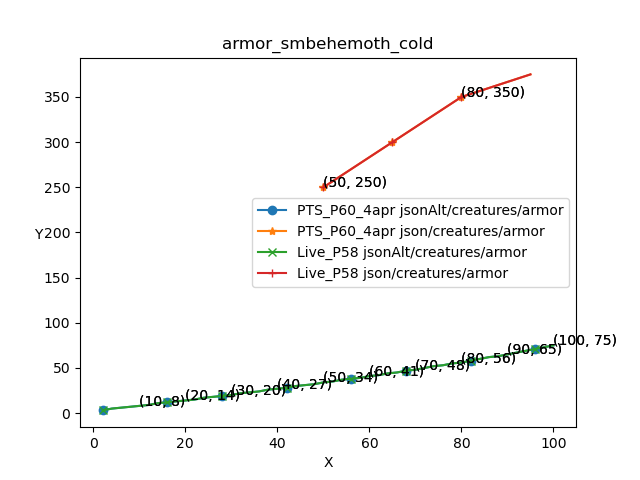 armor_smbehemoth_cold
350
300
250
Y200
150
100
50
0
(80, 350)
(50, 250)
PTS_P60_4apr jsonAlt/creatures/armor
PTS_P60_4apr json/creatures/armor
Live_P58 jsonAlt/creatures/armor
Live_P58 json/creatures/armor
(10, 8)
(20, 14)
(30, 20)
(40, 27)
(50, 34)
(60, 41)
(70, 48)
(80, 56)
(90, 65)
(100, 75)
0 20 40 60 80 100
X